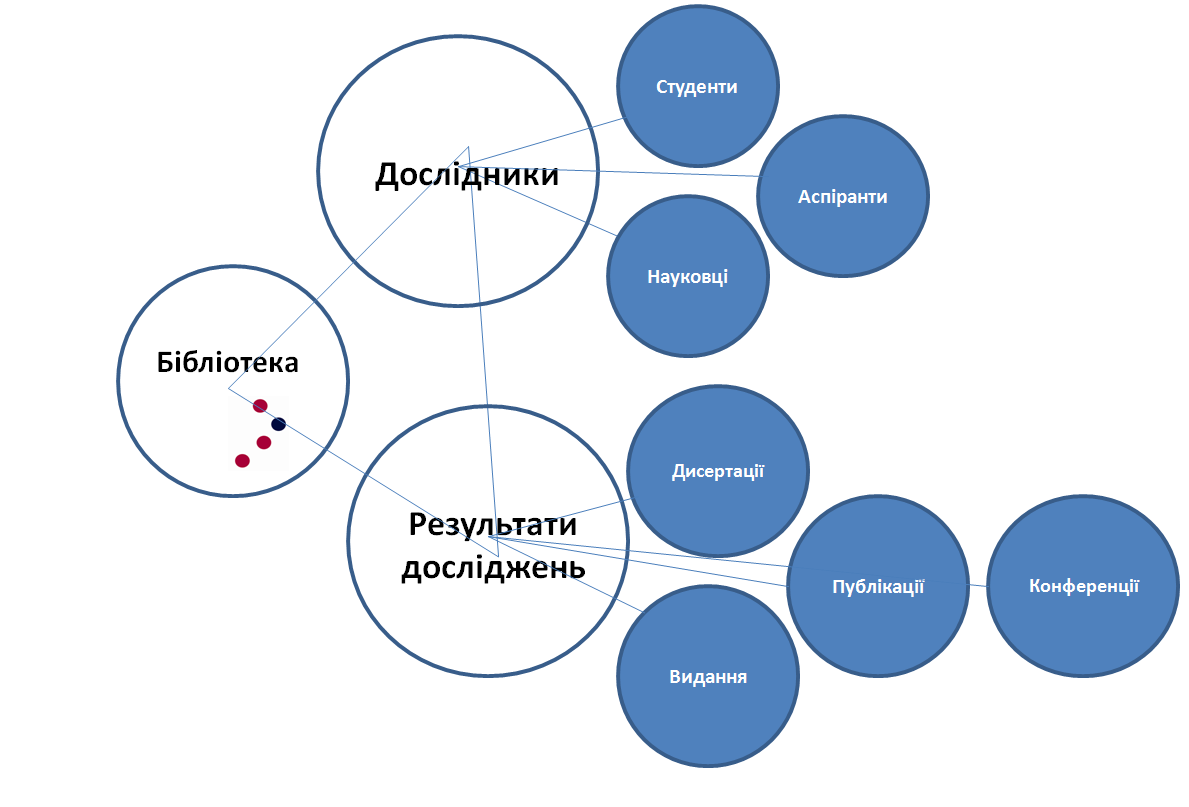 Студенти
Дослідники
Аспіранти
Науковці
Бібліотека
Дисертації
Результати
досліджень
Публікації
Конференції
Видання